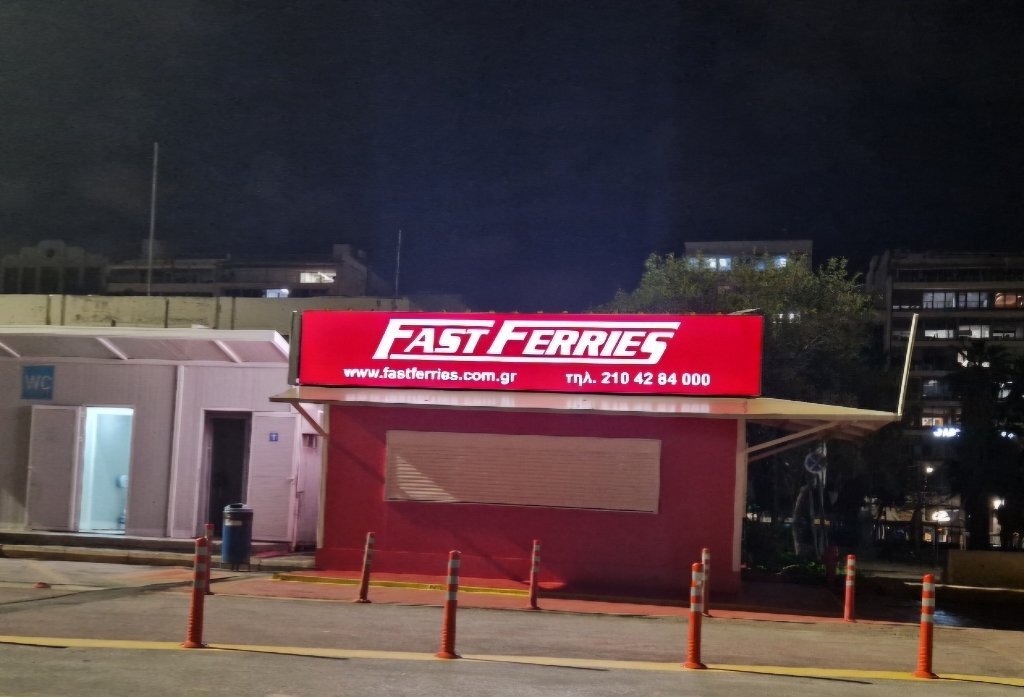 FAST FERRIES
www.fastferries.com.gr τηλ. 210 42 84 000
WC